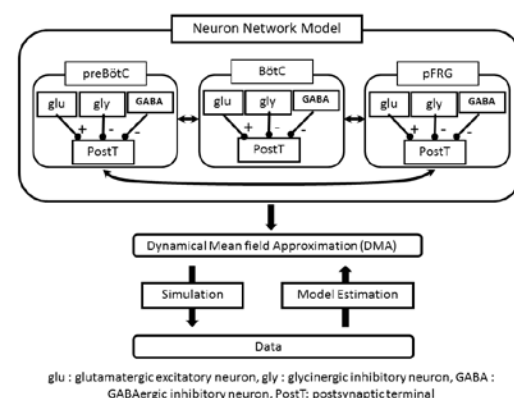 Neuron Network Model
preBötC
BötC
pFRG
glu gly GABA
glu gly GABA
glu gly GABA
+ - -
+ - -
+ - -
PostT
PostT
PostT
Dynamical Mean field Approximation (DMA)
Simulation
Model Estimation
Data
glu : glutamatergic excitatory neuron, gly : glycinergic inhibitory neuron, GABA :
GABAergic inhibitory neuron, PostT: postsynaptic terminal